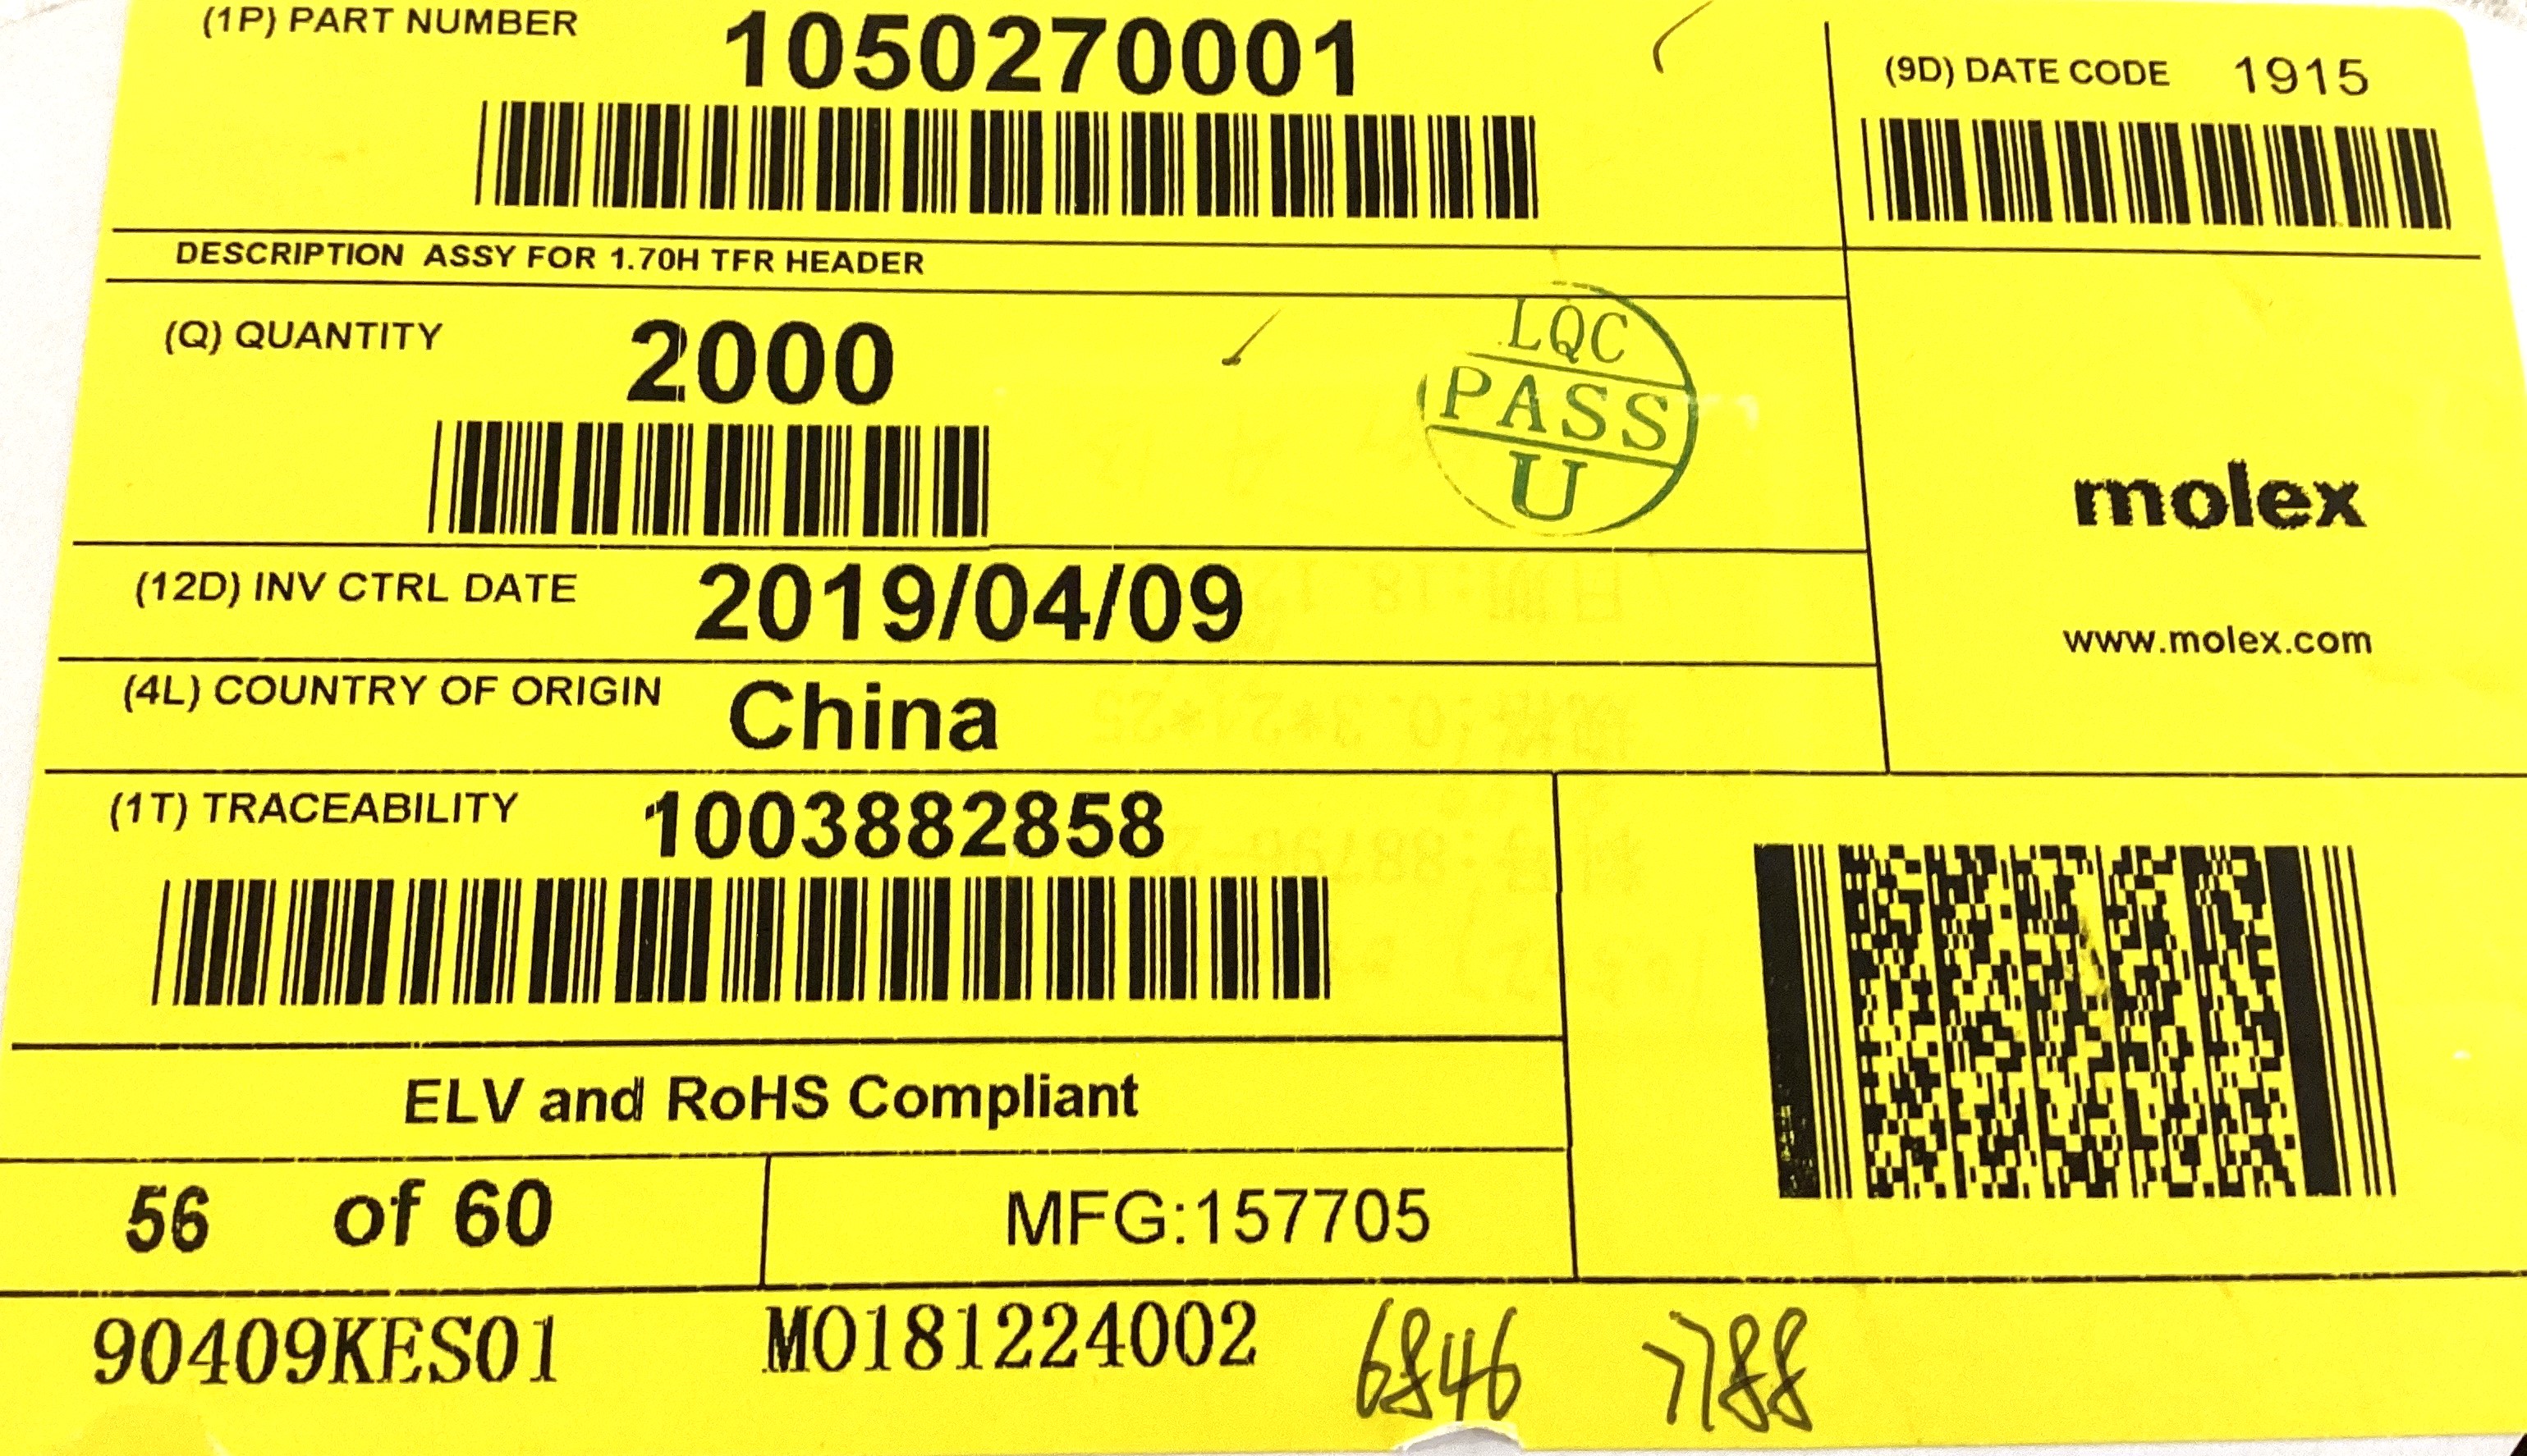 (1P) PART NUMBER 1050270001
(9D) DATE CODE 1915
DESCRIPTION ASSY FOR 1.70H TFR HEADER
(Q) QUANTITY 2000
LQC
PASS
U
molex
www.molex.com
(12D) INV CTRL DATE 2019/04/09
(4L) COUNTRY OF ORIGIN China
(1T) TRACEABILITY 1003882858
ELV and RoHS Compliant
56 of 60
MFG:157705
90409KES01 MO181224002 6846 7788